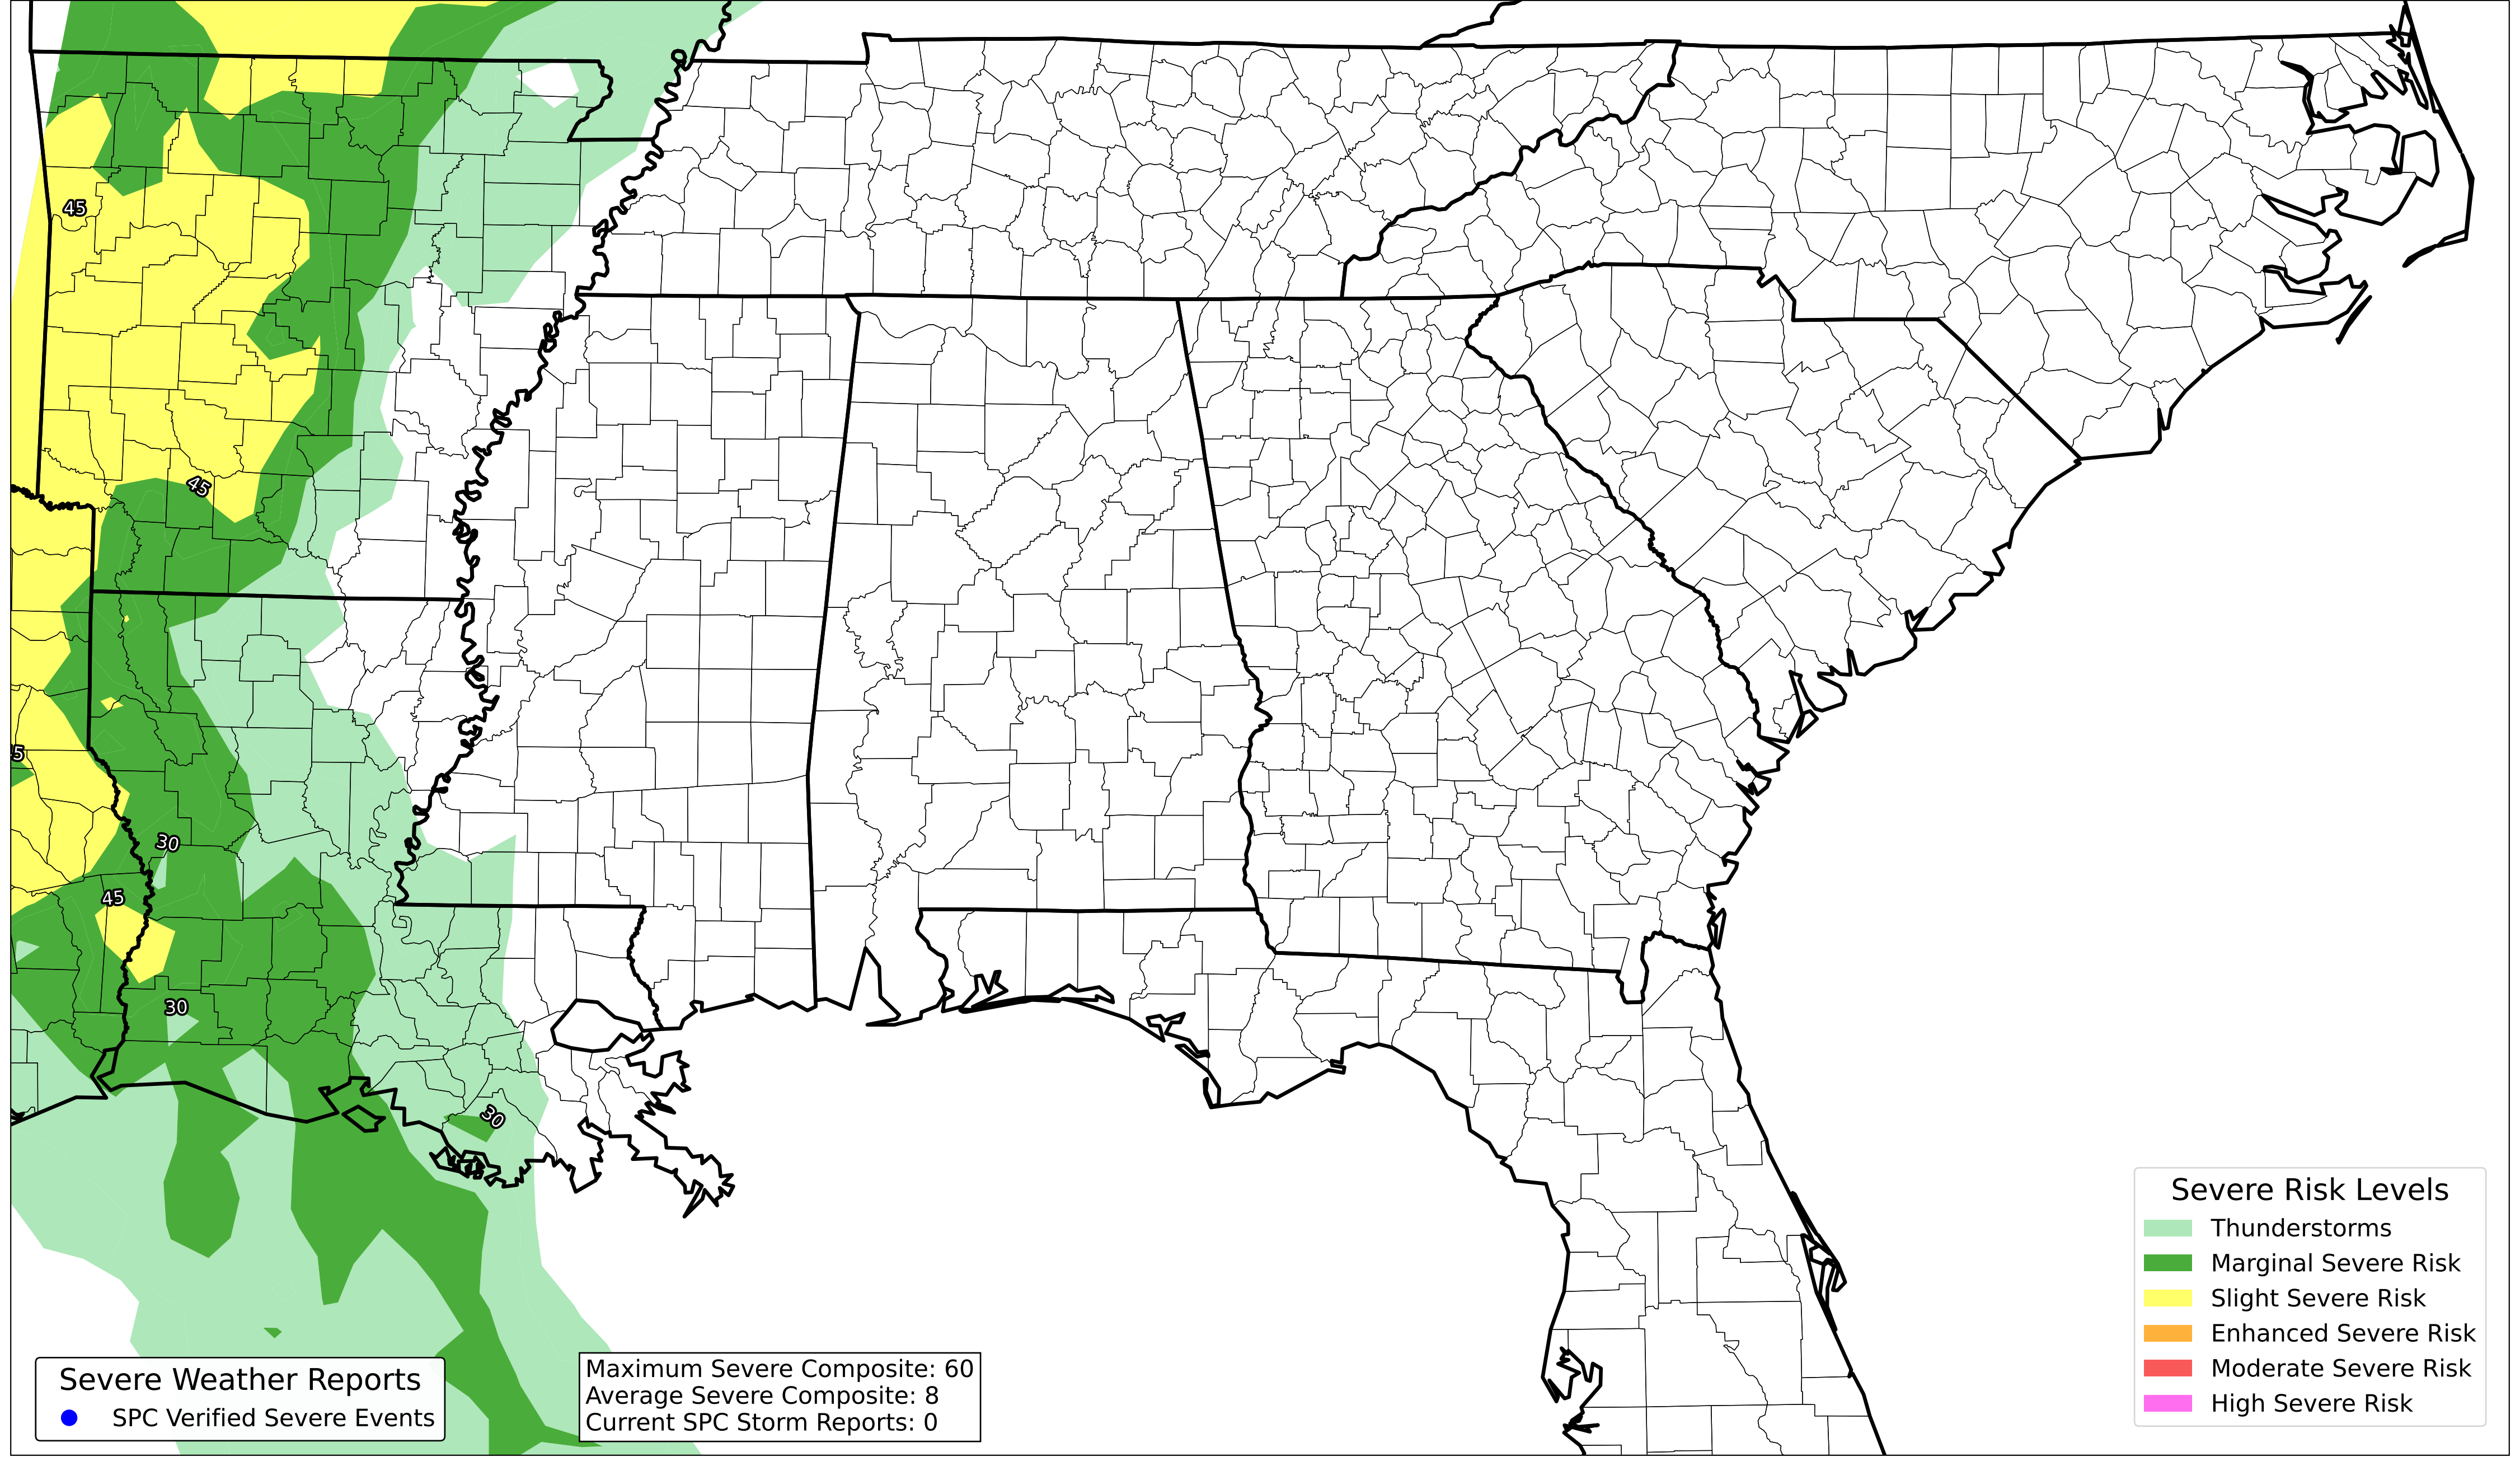 45
45
5
30
45
30
30
Severe Risk Levels
Thunderstorms
Marginal Severe Risk
Slight Severe Risk
Enhanced Severe Risk
Moderate Severe Risk
High Severe Risk
Severe Weather Reports
SPC Verified Severe Events
Maximum Severe Composite: 60
Average Severe Composite: 8
Current SPC Storm Reports: 0